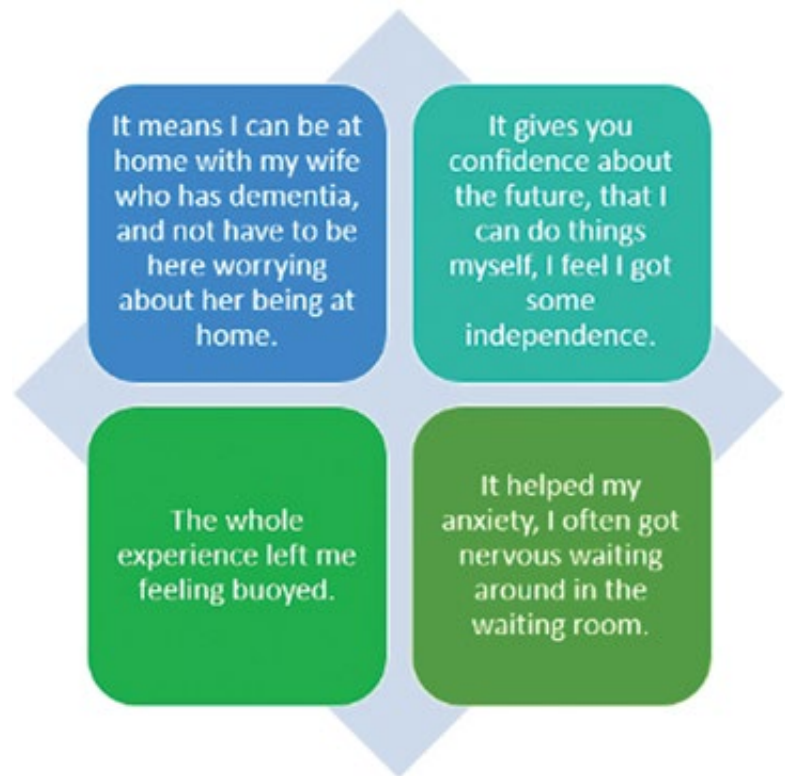 It means I can be at
home with my wife
who has dementia,
and not have to be
here worrying
about her being at
home.
It gives you
confidence about
the future, that I
can do things
myself, I feel I got
some
independence.
The whole
experience left me
feeling buoyed.
It helped my
anxiety, I often got
nervous waiting
around in the
waiting room.